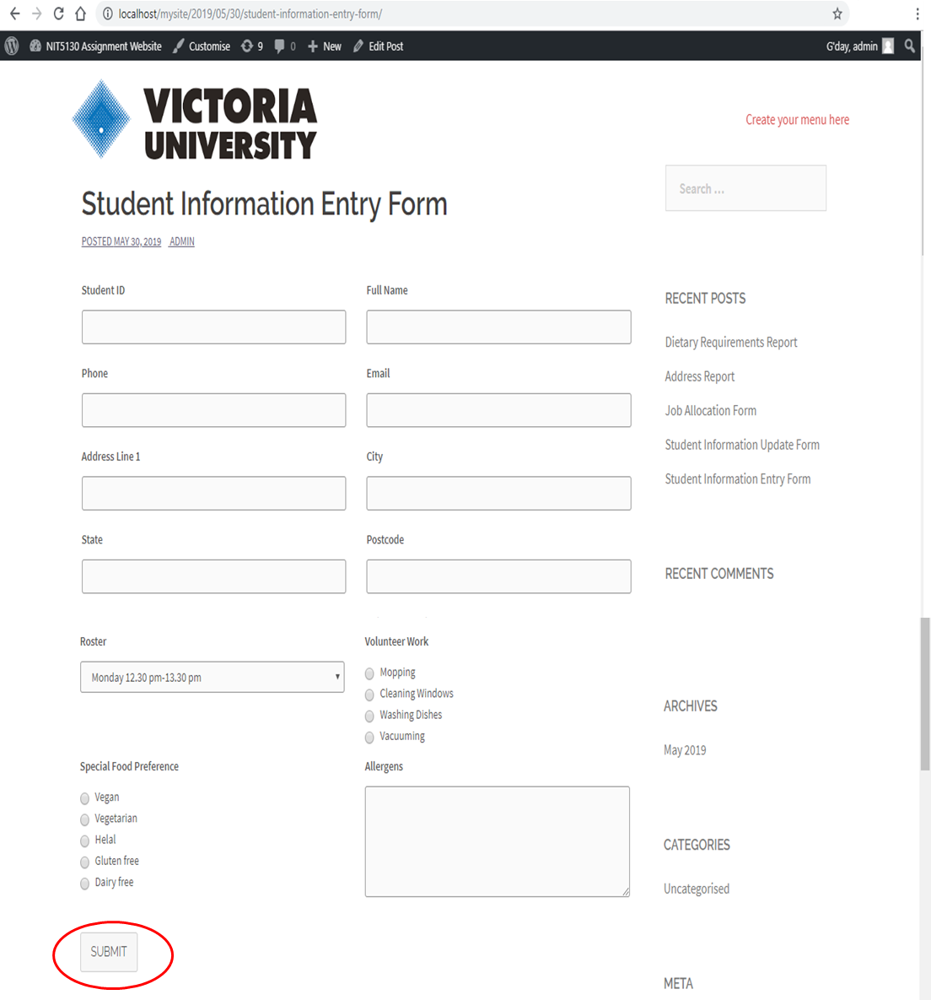 localhost/mysite/2019/05/30/student-information-entry-form/
NIT5130 Assignment Website Customise 9 0 New Edit Post G'day, admin
VICTORIA
UNIVERSITY
Create your menu here
Search ...
Student Information Entry Form
POSTED MAY 30, 2019 ADMIN
Student ID
Full Name
Phone
Email
Address Line 1
City
State
Postcode
Roster
Monday 12.30 pm-13.30 pm
Volunteer Work
Mopping
Cleaning Windows
Washing Dishes
Vacuuming
Special Food Preference
Vegan
Vegetarian
Helal
Gluten free
Dairy free
Allergens
SUBMIT
RECENT POSTS
Dietary Requirements Report
Address Report
Job Allocation Form
Student Information Update Form
Student Information Entry Form
RECENT COMMENTS
ARCHIVES
May 2019
CATEGORIES
Uncategorised
META